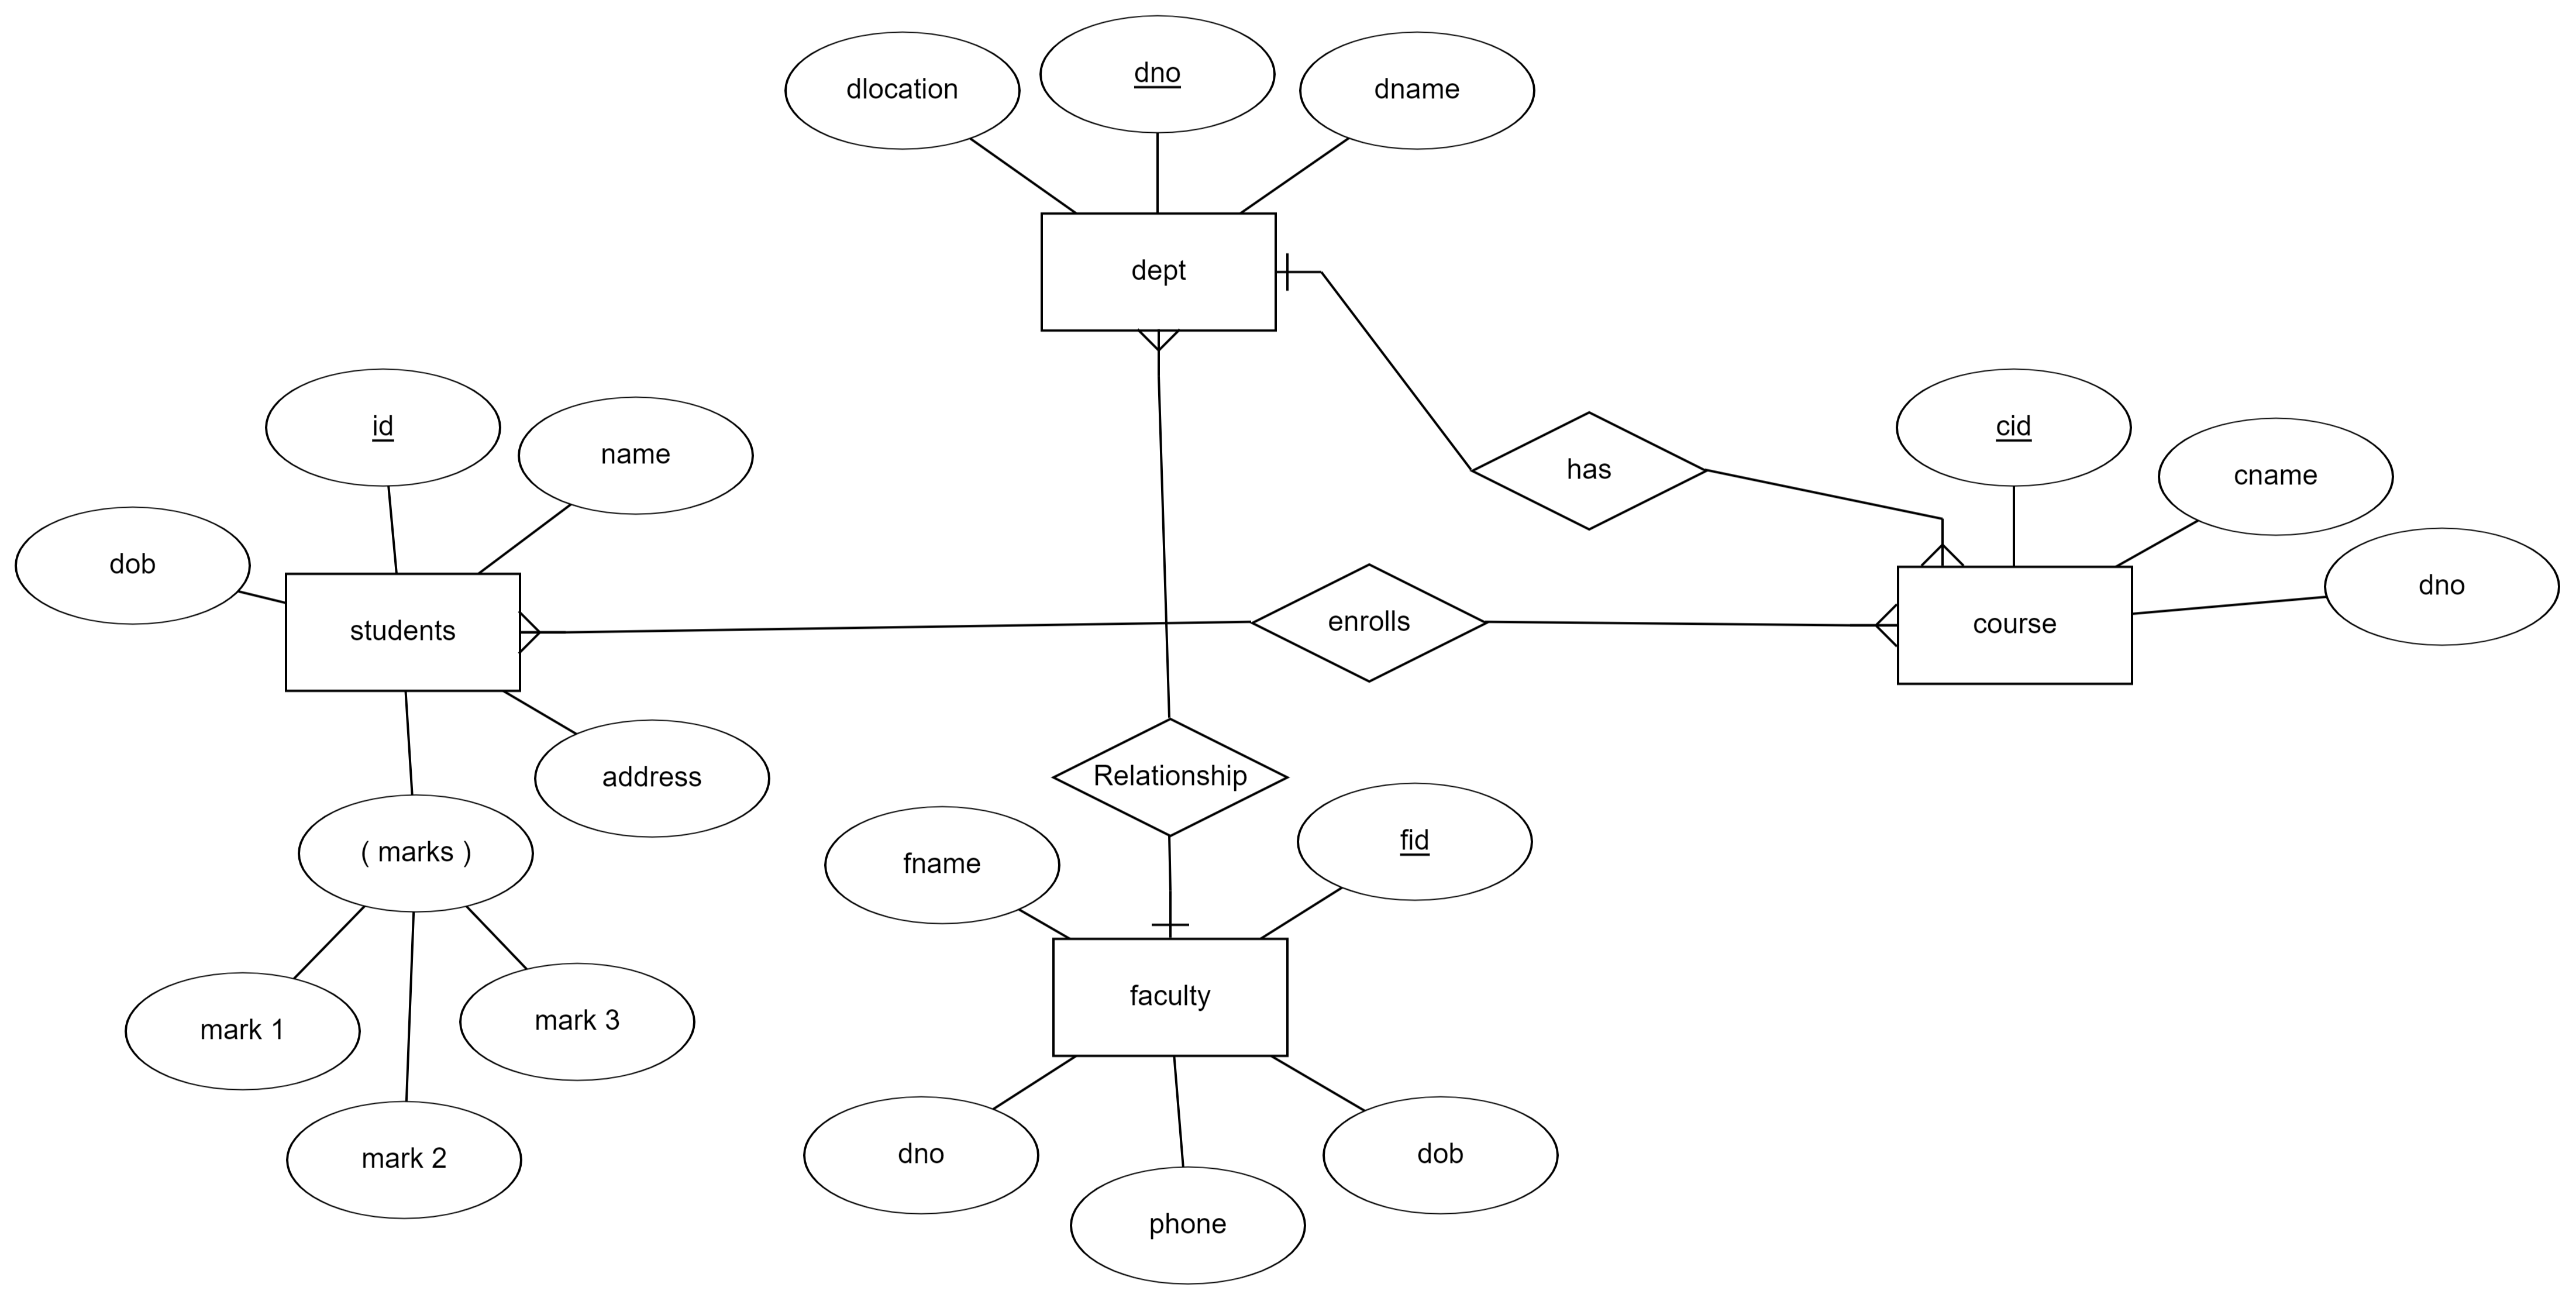 dlocation
dno
dname
dept
id
name
dob
students
has
cid
cname
dno
enrolls
course
address
( marks )
Relationship
fname
fid
mark 1
mark 2
mark 3
faculty
dno
phone
dob